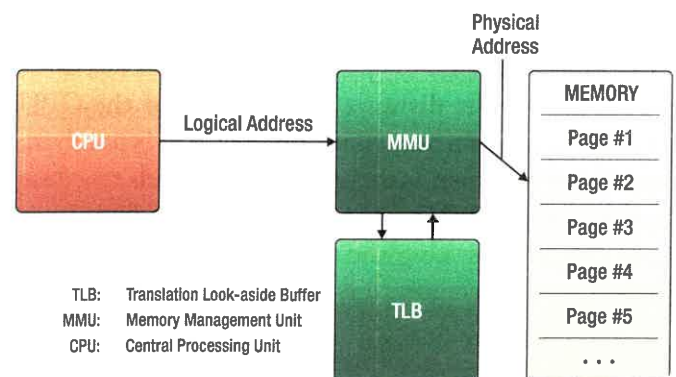 Physical
Address
CPU
Logical Address
MMU
MEMORY
Page #1
Page #2
Page #3
Page #4
Page #5
...
TLB
TLB: Translation Look-aside Buffer
MMU: Memory Management Unit
CPU: Central Processing Unit